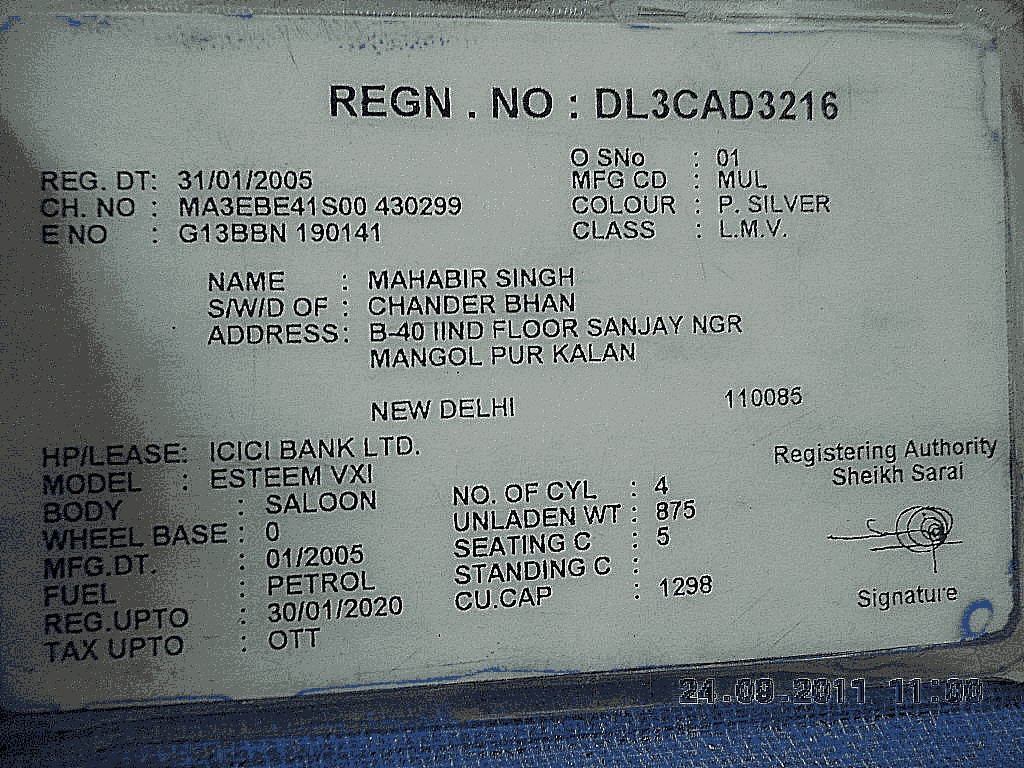 REGN . NO : DL3CAD3216
O SNo : 01
REG. DT: 31/01/2005 MFG CD : MUL
CH. NO : MA3EBE41S00 430299 COLOUR : P. SILVER
E NO : G13BBN 190141 CLASS : L.M.V.
NAME : MAHABIR SINGH
S/W/D OF : CHANDER BHAN
ADDRESS: B-40 IIND FLOOR SANJAY NGR
MANGOL PUR KALAN
NEW DELHI 110085
HP/LEASE: ICICI BANK LTD.
MODEL : ESTEEM VXI
BODY : SALOON
WHEEL BASE : 0
MFG.DT. : 01/2005
FUEL : PETROL
REG.UPTO : 30/01/2020
TAX UPTO : OTT
NO. OF CYL : 4
UNLADEN WT : 875
SEATING C : 5
STANDING C :
CU.CAP : 1298
Registering Authority
Sheikh Sarai
Signature
24.08.2011 11:00